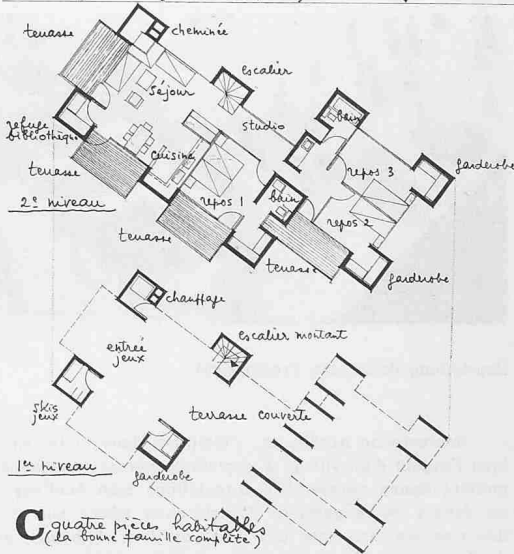 terrasse
cheminée
escalier
séjour
refuge
bibliothèque
studio
bain
cuisine
repos 3
garderobe
terrasse
repos 1
bain
repos 2
2e niveau
terrasse
terrasse
garderobe
chauffage
entrée
jeux
escalier montant
skis
jeux
terrasse couverte
1er niveau
garderobe
C quatre pièces habitables
(la bonne famille complète)